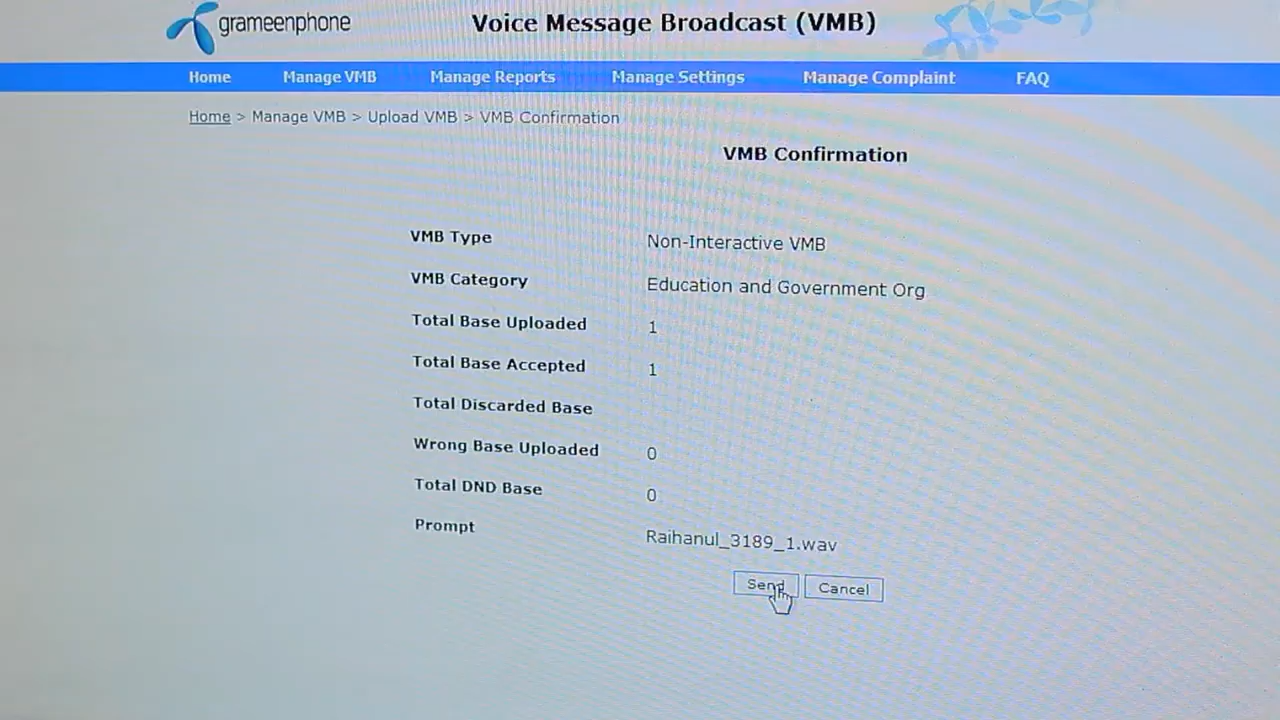 grameenphone
Voice Message Broadcast (VMB)
Home Manage VMB Manage Reports Manage Settings Manage Complaint FAQ
Home > Manage VMB > Upload VMB > VMB Confirmation
VMB Confirmation
VMB Type Non-Interactive VMB
VMB Category Education and Government Org
Total Base Uploaded 1
Total Base Accepted 1
Total Discarded Base
Wrong Base Uploaded 0
Total DND Base 0
Prompt Raihanul_3189_1.wav
Send Cancel